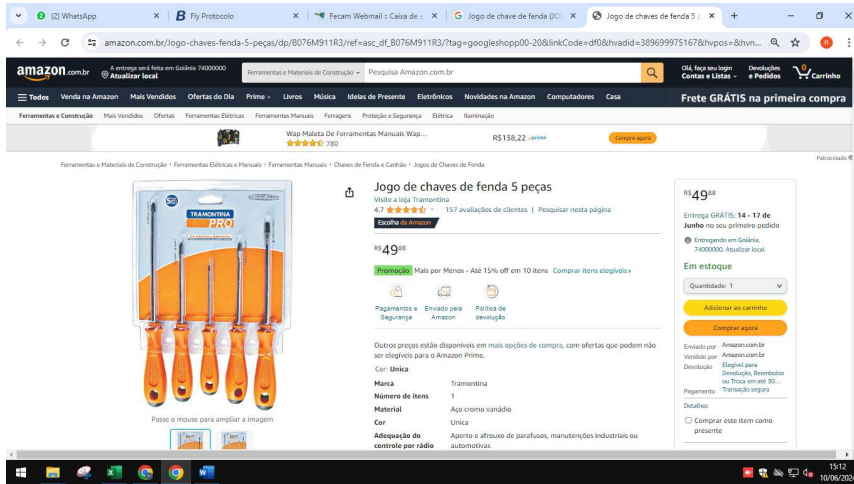 (2) WhatsApp
Fly Protocolo
Fecam Webmail :: Caixa de e
Jogo de chave de fenda (JO
Jogo de chaves de fenda 5 p
amazon.com.br/Jogo-chaves-fenda-5-peças/dp/B076M911R3/ref=asc_df_B076M911R3/?tag=googleshopp00-20&linkCode=df0&hvadid=389699975167&hvpos=&hvn...
amazon.com.br
A entrega será feita em Goiânia 74000000
Atualizar local
Ferramentas e Materiais de Construção
Pesquisa Amazon.com.br
Olá, faça seu login
Contas e Listas
Devoluções
e Pedidos
0
Carrinho
Todos Venda na Amazon Mais Vendidos Ofertas do Dia Prime Livros Música Ideias de Presente Eletrônicos Novidades na Amazon Computadores Casa
Frete GRÁTIS na primeira compra
Ferramentas e Construção Mais Vendidos Ofertas Ferramentas Elétricas Ferramentas Manuais Ferragens Proteção e Segurança Elétrica Iluminação
Wap Maleta De Ferramentas Manuais Wap...
780
R$138,22 prime
Compre agora
Patrocinado
Ferramentas e Materiais de Construção › Ferramentas Elétricas e Manuais › Ferramentas Manuais › Chaves de Fenda e Canhão › Jogos de Chaves de Fenda
TRAMONTINA
PRO
Passe o mouse para ampliar a imagem
Jogo de chaves de fenda 5 peças
Visite a loja Tramontina
4,7 157 avaliações de clientes | Pesquisar nesta página
Escolha da Amazon
R$4988
Promoção Mais por Menos - Até 15% off em 10 itens Comprar itens elegíveis ›
Pagamentos e
Segurança
Enviado pela
Amazon
Política de
devolução
Outros preços estão disponíveis em mais opções de compra, com ofertas que podem não
ser elegíveis para o Amazon Prime.
Cor: Unica
Marca Tramontina
Número de itens 1
Material Aço cromo vanádio
Cor Unica
Adequação do Aperto e afrouxo de parafusos, manutenções industriais ou
controle por rádio automotivas
R$4988
Entrega GRÁTIS: 14 - 17 de
Junho no seu primeiro pedido
Entregando em Goiânia,
74000000. Atualizar local
Em estoque
Quantidade: 1
Adicionar ao carrinho
Comprar agora
Enviado por Amazon.com.br
Vendido por Amazon.com.br
Devolução Elegível para
Devolução, Reembolso
ou Troca em até 30...
Pagamento Transação segura
Detalhes
Comprar este item como
presente
15:12
10/06/2024